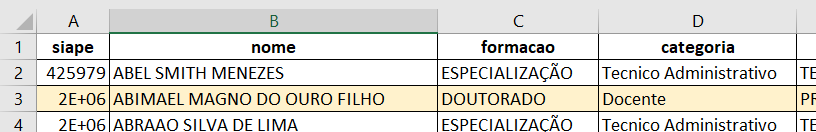 A B C D
1 siape nome formacao categoria
2 425979 ABEL SMITH MENEZES ESPECIALIZAÇÃO Tecnico Administrativo TE
3 2E+06 ABIMAEL MAGNO DO OURO FILHO DOUTORADO Docente PR
4 2E+06 ABRAAO SILVA DE LIMA ESPECIALIZAÇÃO Tecnico Administrativo TE